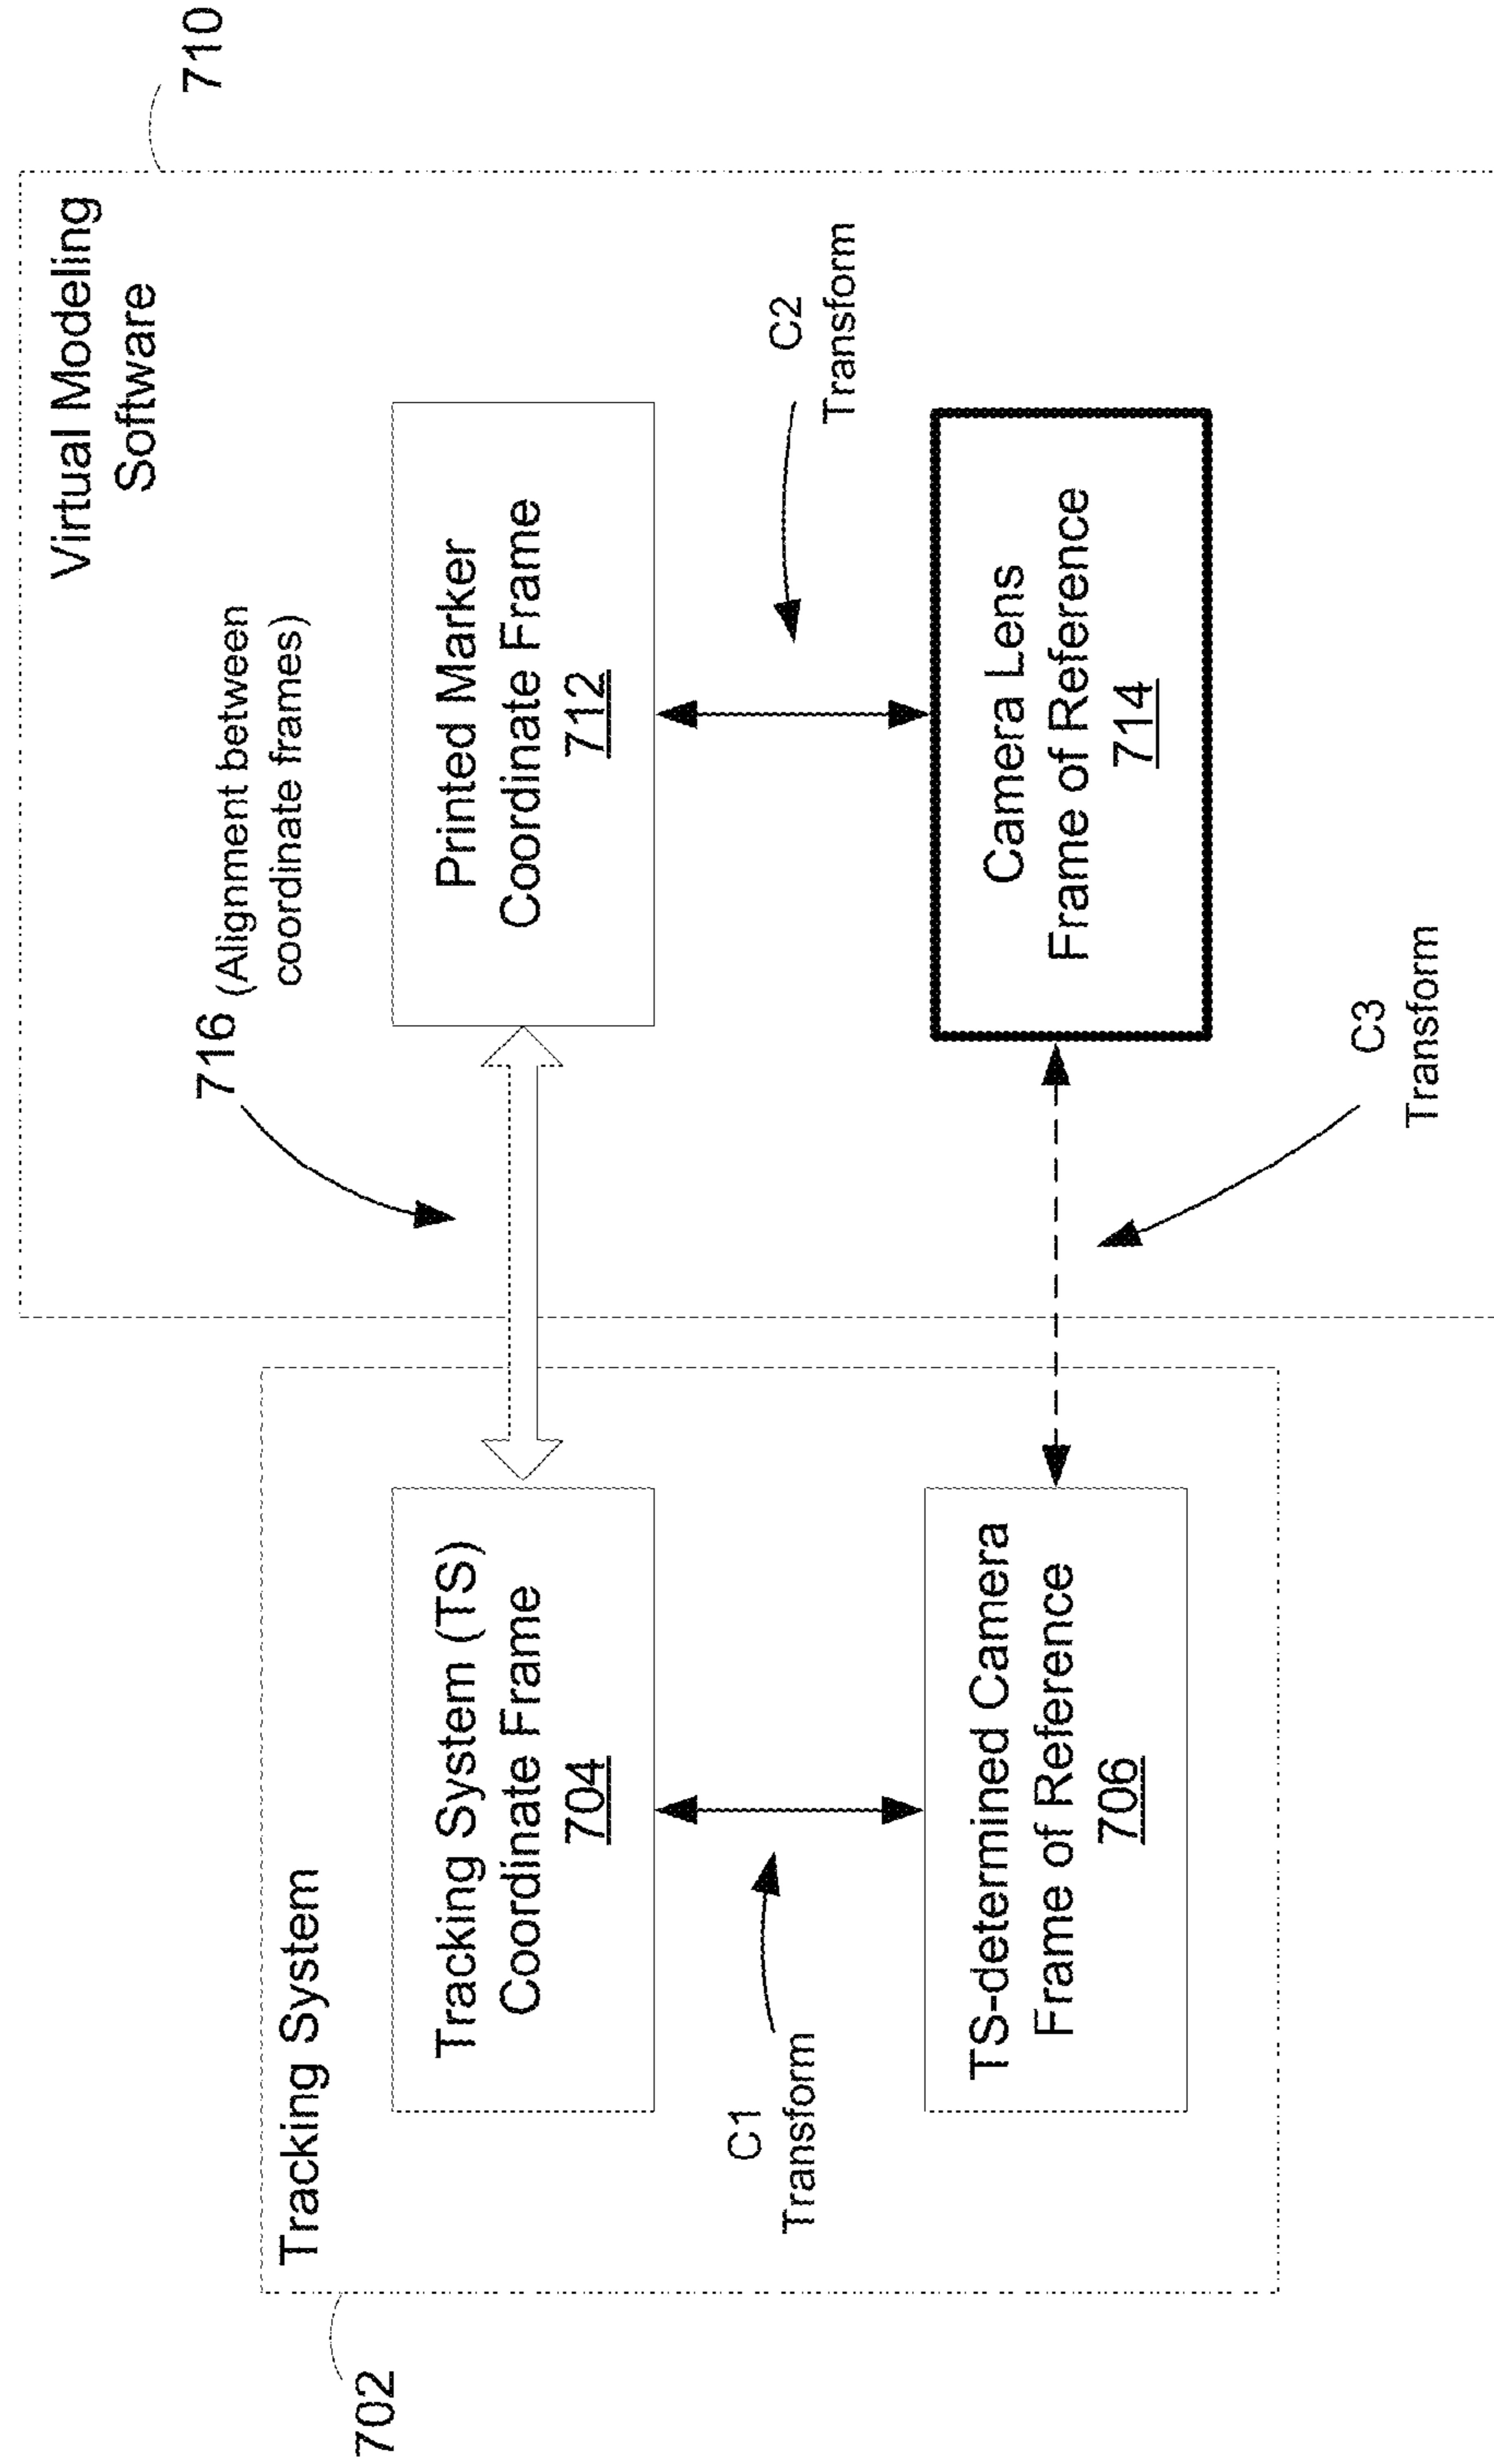 710
Virtual Modeling
Software
716 (Alignment between
coordinate frames)
Tracking System
702
Tracking System (TS)
Coordinate Frame
704
Printed Marker
Coordinate Frame
712
C1
Transform
C2
Transform
TS-determined Camera
Frame of Reference
706
Camera Lens
Frame of Reference
714
C3
Transform